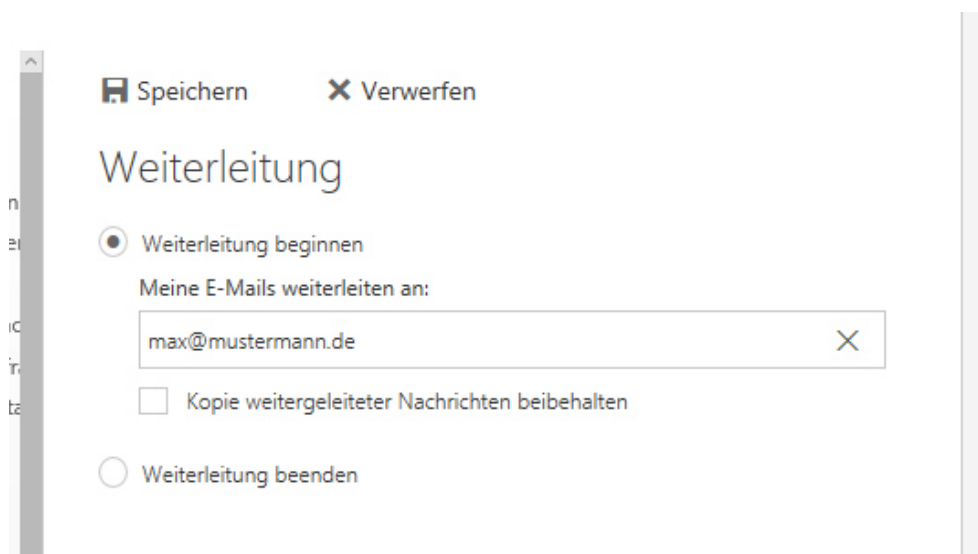 Speichern Verwerfen
Weiterleitung
Weiterleitung beginnen
Meine E-Mails weiterleiten an:
max@mustermann.de
Kopie weitergeleiteter Nachrichten beibehalten
Weiterleitung beenden